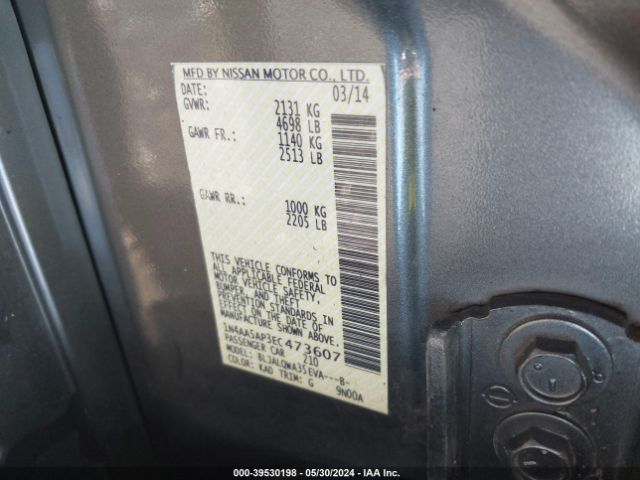 MFD BY NISSAN MOTOR CO., LTD.
DATE: 03/14
GVWR: 2131 KG
4698 LB
GAWR FR.: 1140 KG
2513 LB
GAWR RR.: 1000 KG
2205 LB
THIS VEHICLE CONFORMS TO
ALL APPLICABLE FEDERAL
MOTOR VEHICLE SAFETY,
BUMPER, AND THEFT
PREVENTION STANDARDS IN
EFFECT ON THE DATE OF
MANUFACTURE SHOWN ABOVE.
1N4AA5AP3EC473607
PASSENGER CAR 210
MODEL: BLJALQWA35EVA---B-
COLOR: KAD TRIM: G 9N00A
000-39530198 - 05/30/2024 - IAA Inc.